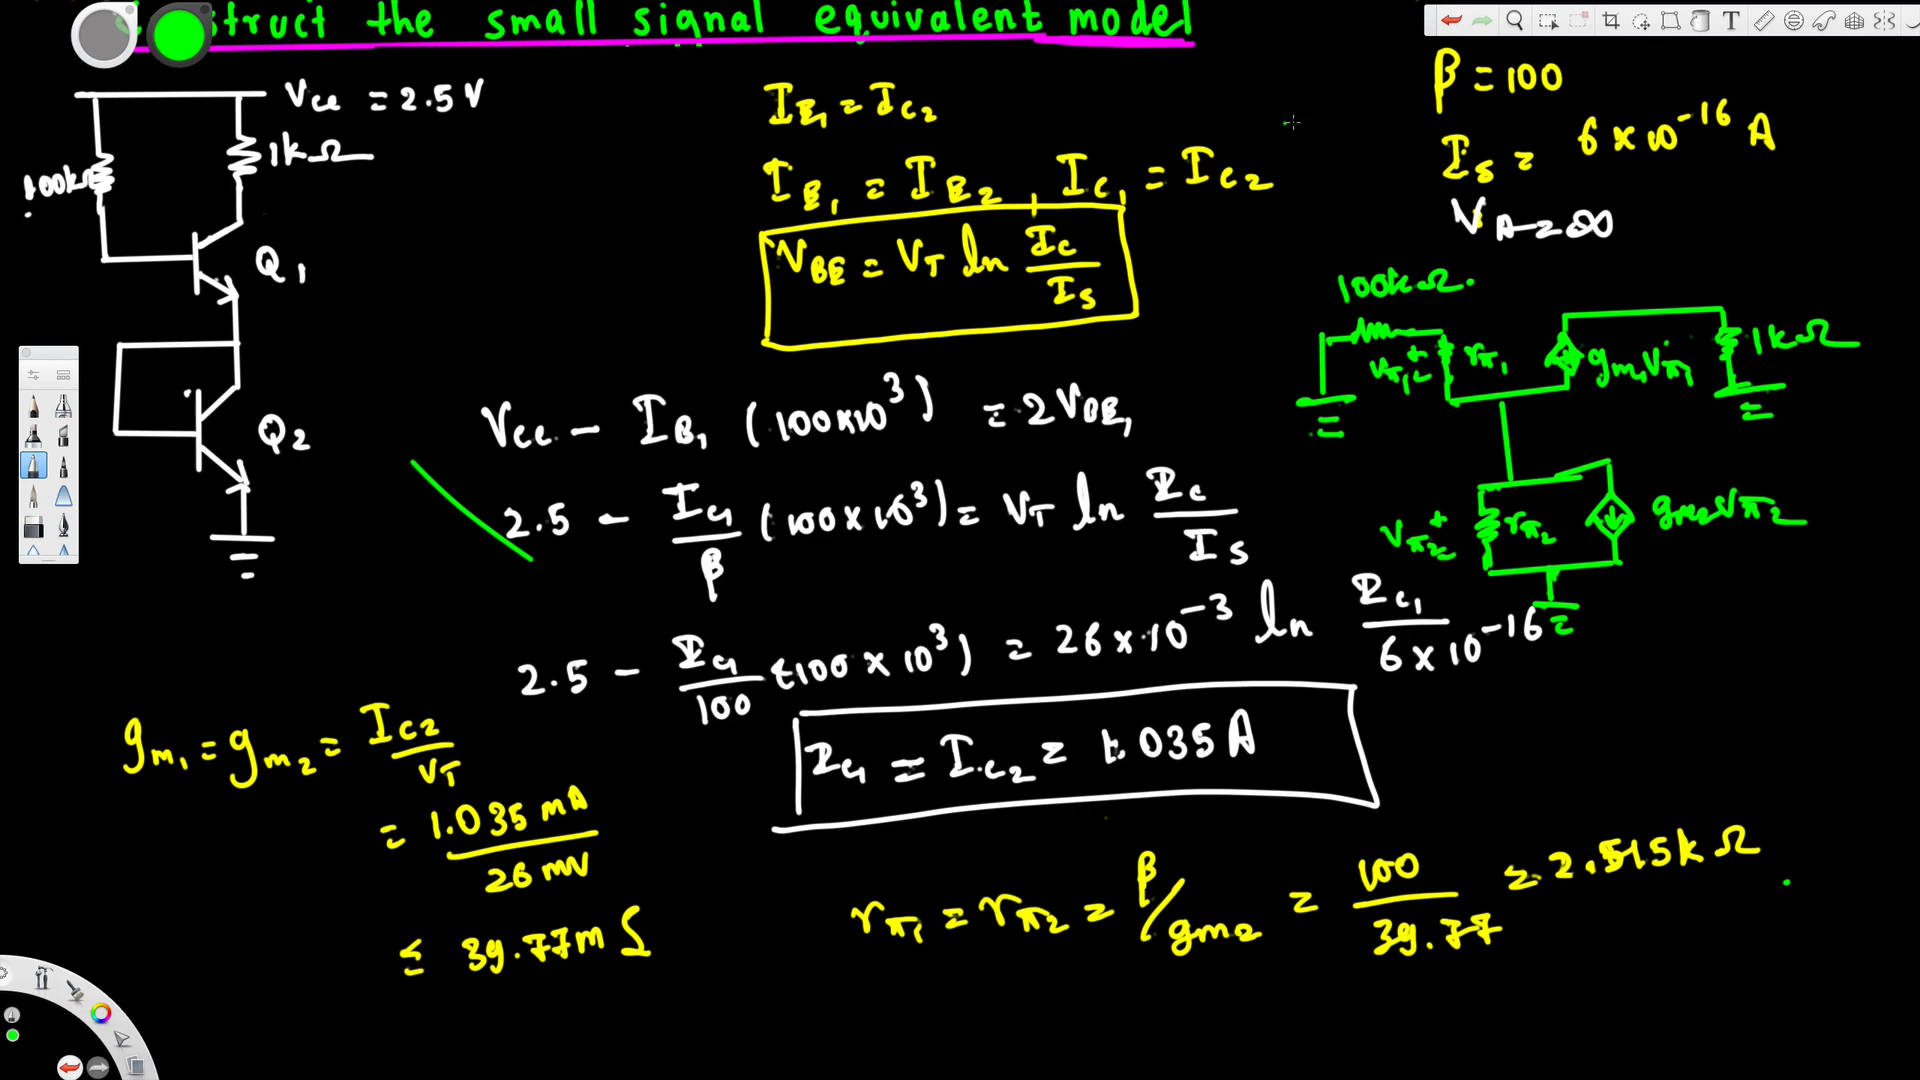 struct the small signal equivalent model
Vcc = 2.5 V
1kΩ
100kΩ
Q1
Q2
IE1 = IC2
IB1 = IB2, IC1 = IC2
VBE = VT ln IC/IS
β = 100
IS = 6 x 10^-16 A
VA = ∞
100kΩ.
Vπ1 + -
rπ1
gm1Vπ1
1kΩ
Vπ2 + -
rπ2
gm2Vπ2
Vcc - IB1 (100x10^3) = 2VBE1
2.5 - IC1/β (100x10^3) = VT ln IC/IS
2.5 - IC1/100 (100 x 10^3) = 26 x 10^-3 ln IC1/6 x 10^-16
IC1 = IC2 = 1.035 A
gm1 = gm2 = IC2/VT
= 1.035 mA/26 mV
= 39.77m S
rπ1 = rπ2 = β/gm2 = 100/39.77 = 2.515k Ω